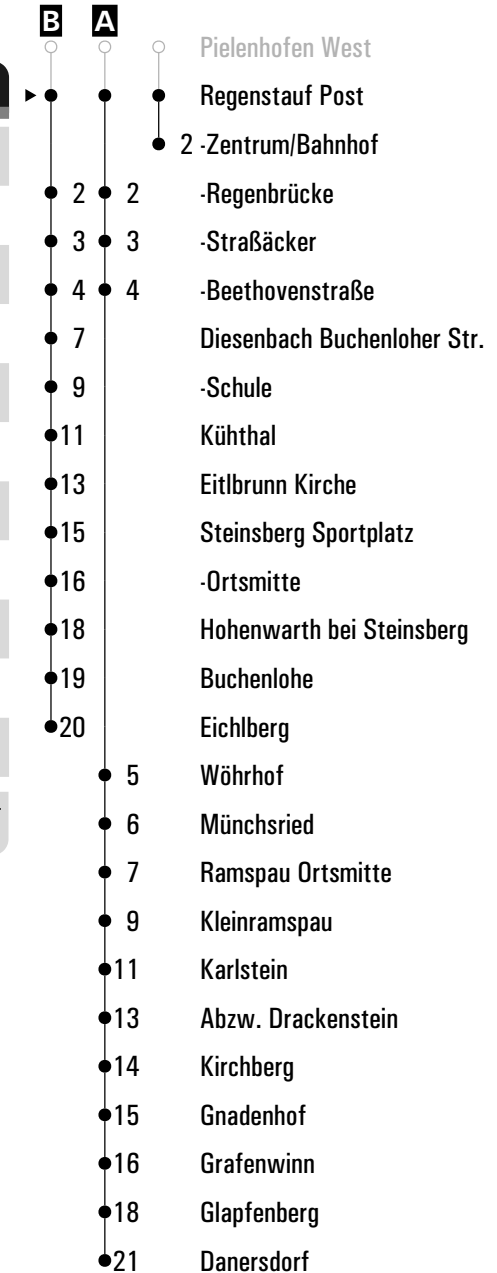 B A
Pielenhofen West
Regenstauf Post
2 -Zentrum/Bahnhof
2 2 -Regenbrücke
3 3 -Straßäcker
4 4 -Beethovenstraße
7 Diesenbach Buchenloher Str.
9 -Schule
11 Kühthal
13 Eitlbrunn Kirche
15 Steinsberg Sportplatz
16 -Ortsmitte
18 Hohenwarth bei Steinsberg
19 Buchenlohe
20 Eichlberg
5 Wöhrhof
6 Münchsried
7 Ramspau Ortsmitte
9 Kleinramspau
11 Karlstein
13 Abzw. Drackenstein
14 Kirchberg
15 Gnadenhof
16 Grafenwinn
18 Glapfenberg
21 Danersdorf